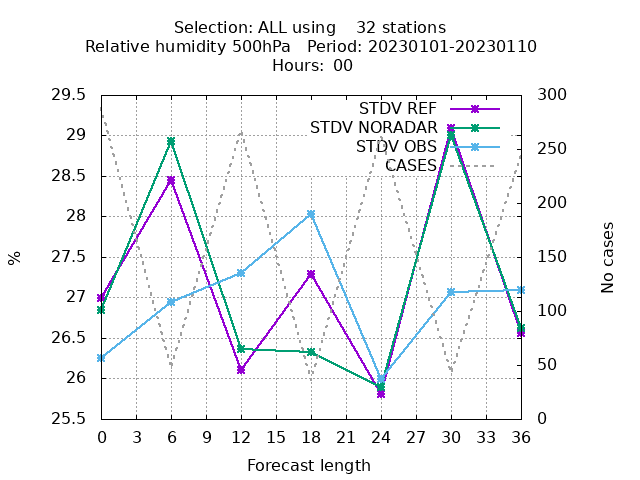 Selection: ALL using    32 stations
Relative humidity 500hPa   Period: 20230101-20230110
Hours:  00
STDV REF
STDV NORADAR
STDV OBS
CASES
29.5
29
28.5
28
27.5
27
26.5
26
25.5
%
300
250
200
150
100
50
0
No cases
0 3 6 9 12 15 18 21 24 27 30 33 36
Forecast length